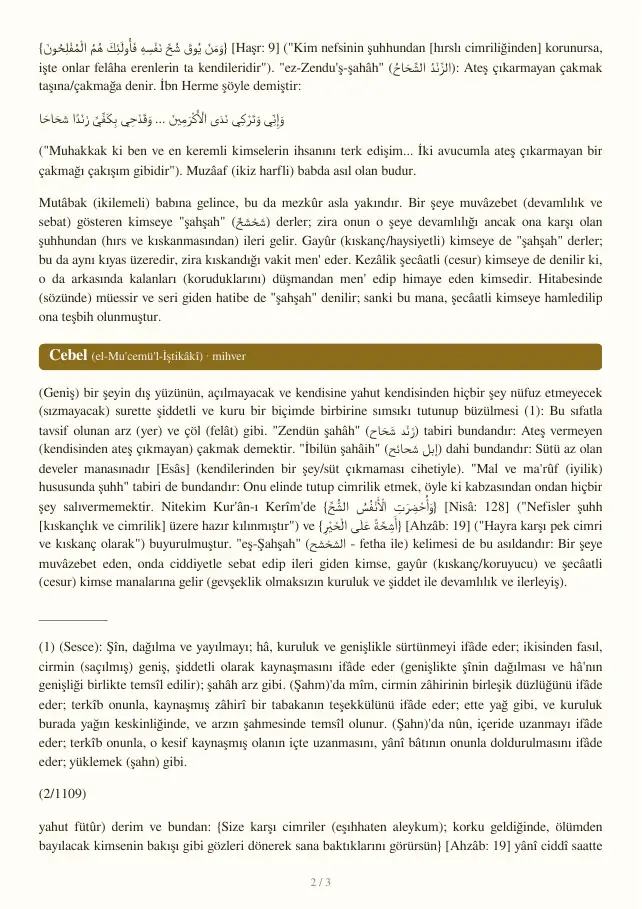 {وَمَنْ يُوقَ شُحَّ نَفْسِهِ فَأُولَٰئِكَ هُمُ الْمُفْلِحُونَ} [Haşr: 9] ("Kim nefsinin şuhhundan [hırslı cimriliğinden] korunursa,
işte onlar felâha erenlerin ta kendileridir"). "ez-Zendu'ş-şahâh" (الزَّنْدُ الشَّحَاحُ): Ateş çıkarmayan çakmak
taşına/çakmağa denir. İbn Herme şöyle demiştir:
وَإِنِّي وَتَرْكِي نَدَى الْأَكْرَمِينَ ... وَقَدْحِي بِكَفَّيَّ زَنْدًا شَحَاحَا
("Muhakkak ki ben ve en keremli kimselerin ihsanını terk edişim... İki avucumla ateş çıkarmayan bir
çakmağı çakışım gibidir"). Muzâaf (ikiz harfli) babda asıl olan budur.
Mutâbak (ikilemeli) babına gelince, bu da mezkûr asla yakındır. Bir şeye muvâzebet (devamlılık ve
sebat) gösteren kimseye "şahşah" (شَحْشَحٌ) derler; zira onun o şeye devamlılığı ancak ona karşı olan
şuhhundan (hırs ve kıskanmasından) ileri gelir. Gayûr (kıskanç/haysiyetli) kimseye de "şahşah" derler;
bu da aynı kıyas üzeredir, zira kıskandığı vakit men' eder. Kezâlik şecâatli (cesur) kimseye de denilir ki,
o da arkasında kalanları (koruduklarını) düşmandan men' edip himaye eden kimsedir. Hitabesinde
(sözünde) müessir ve seri giden hatibe de "şahşah" denilir; sanki bu mana, şecâatli kimseye hamledilip
ona teşbih olunmuştur.
Cebel (el-Mu'cemü'l-İştikâkî) · mihver
(Geniş) bir şeyin dış yüzünün, açılmayacak ve kendisine yahut kendisinden hiçbir şey nüfuz etmeyecek
(sızmayacak) surette şiddetli ve kuru bir biçimde birbirine sımsıkı tutunup büzülmesi (1): Bu sıfatla
tavsif olunan arz (yer) ve çöl (felât) gibi. "Zendün şahâh" (زَنْد شَحَاح) tabiri bundandır: Ateş vermeyen
(kendisinden ateş çıkmayan) çakmak demektir. "İbilün şahâih" (إبل شَحائح) dahi bundandır: Sütü az olan
develer manasınadır [Esâs] (kendilerinden bir şey/süt çıkmaması cihetiyle). "Mal ve ma'rûf (iyilik)
hususunda şuhh" tabiri de bundandır: Onu elinde tutup cimrilik etmek, öyle ki kabzasından ondan hiçbir
şey salıvermemektir. Nitekim Kur'ân-ı Kerîm'de {وَأُحْضِرَتِ الْأَنْفُسُ الشُّحَّ} [Nisâ: 128] ("Nefisler şuhh
[kıskançlık ve cimrilik] üzere hazır kılınmıştır") ve {أَشِحَّةً عَلَى الْخَيْرِ} [Ahzâb: 19] ("Hayra karşı pek cimri
ve kıskanç olarak") buyurulmuştur. "eş-Şahşah" (الشحشح - fetha ile) kelimesi de bu asıldandır: Bir şeye
muvâzebet eden, onda ciddiyetle sebat edip ileri giden kimse, gayûr (kıskanç/koruyucu) ve şecâatli
(cesur) kimse manalarına gelir (gevşeklik olmaksızın kuruluk ve şiddet ile devamlılık ve ilerleyiş).
(1) (Sesce): Şîn, dağılma ve yayılmayı; hâ, kuruluk ve genişlikle sürtünmeyi ifâde eder; ikisinden fasıl,
cirmin (saçılmış) geniş, şiddetli olarak kaynaşmasını ifâde eder (genişlikte şînin dağılması ve hâ'nın
genişliği birlikte temsîl edilir); şahâh arz gibi. (Şahm)'da mîm, cirmin zâhirinin birleşik düzlüğünü ifâde
eder; terkîb onunla, kaynaşmış zâhirî bir tabakanın teşekkülünü ifâde eder; ette yağ gibi, ve kuruluk
burada yağın keskinliğinde, ve arzın şahmesinde temsîl olunur. (Şahn)'da nûn, içeride uzanmayı ifâde
eder; terkîb onunla, o kesif kaynaşmış olanın içte uzanmasını, yânî bâtının onunla doldurulmasını ifâde
eder; yüklemek (şahn) gibi.
(2/1109)
yahut fütûr) derim ve bundan: {Size karşı cimriler (eşıhhaten aleykum); korku geldiğinde, ölümden
bayılacak kimsenin bakışı gibi gözleri dönerek sana baktıklarını görürsün} [Ahzâb: 19] yânî ciddî saatte
2 / 3